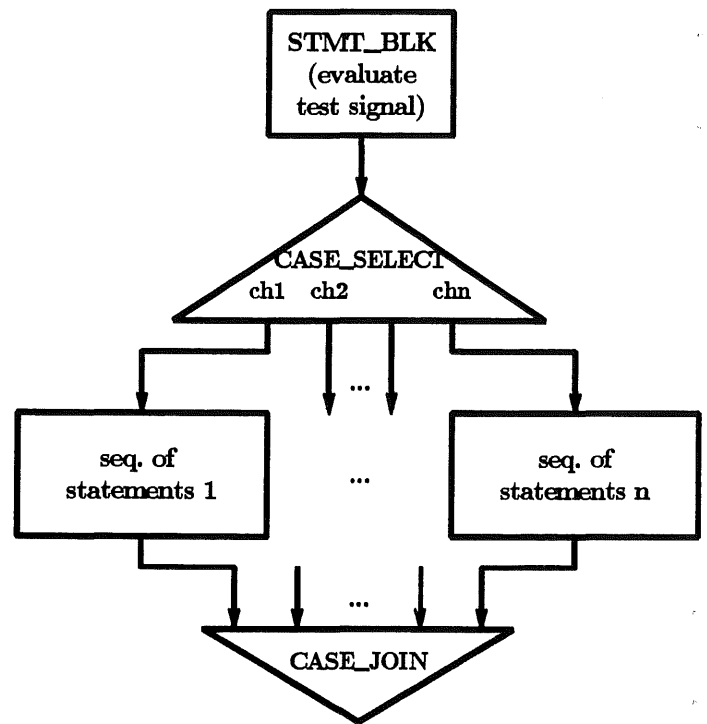 STMT_BLK
(evaluate
test signal)
CASE_SELECT
ch1 ch2 chn
...
seq. of
statements 1
...
seq. of
statements n
...
CASE_JOIN